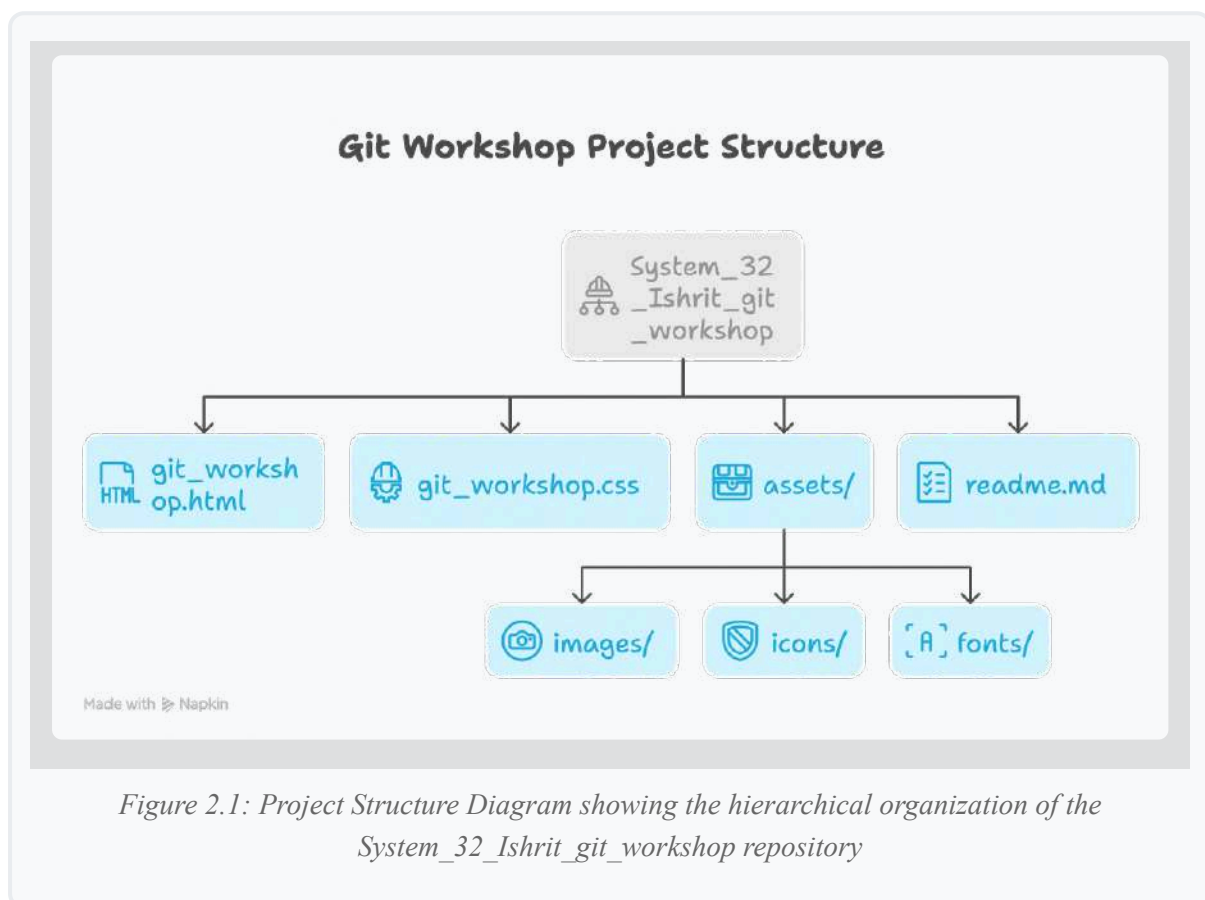 Git Workshop Project Structure
System_32
_Ishrit_git
_workshop
HTML
git_worksh
op.html
git_workshop.css
assets/
readme.md
images/
icons/
A
fonts/
Made with Napkin
Figure 2.1: Project Structure Diagram showing the hierarchical organization of the
System_32_Ishrit_git_workshop repository